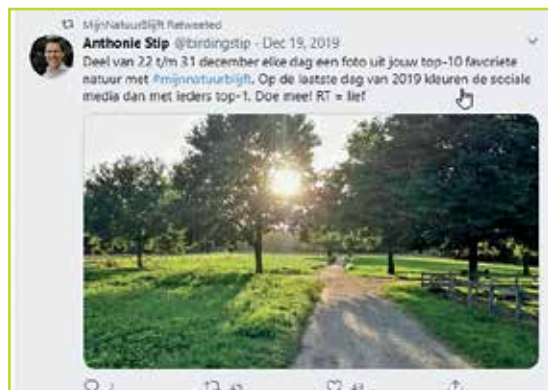 MijnNatuurBlijft Retweeted
Anthonie Stip @birdingstip · Dec 19, 2019
Deel van 22 t/m 31 december elke dag een foto uit jouw top-10 favoriete
natuur met #mijnnatuurblijft. Op de laatste dag van 2019 kleuren de sociale
media dan met ieders top-1. Doe mee! RT = lief